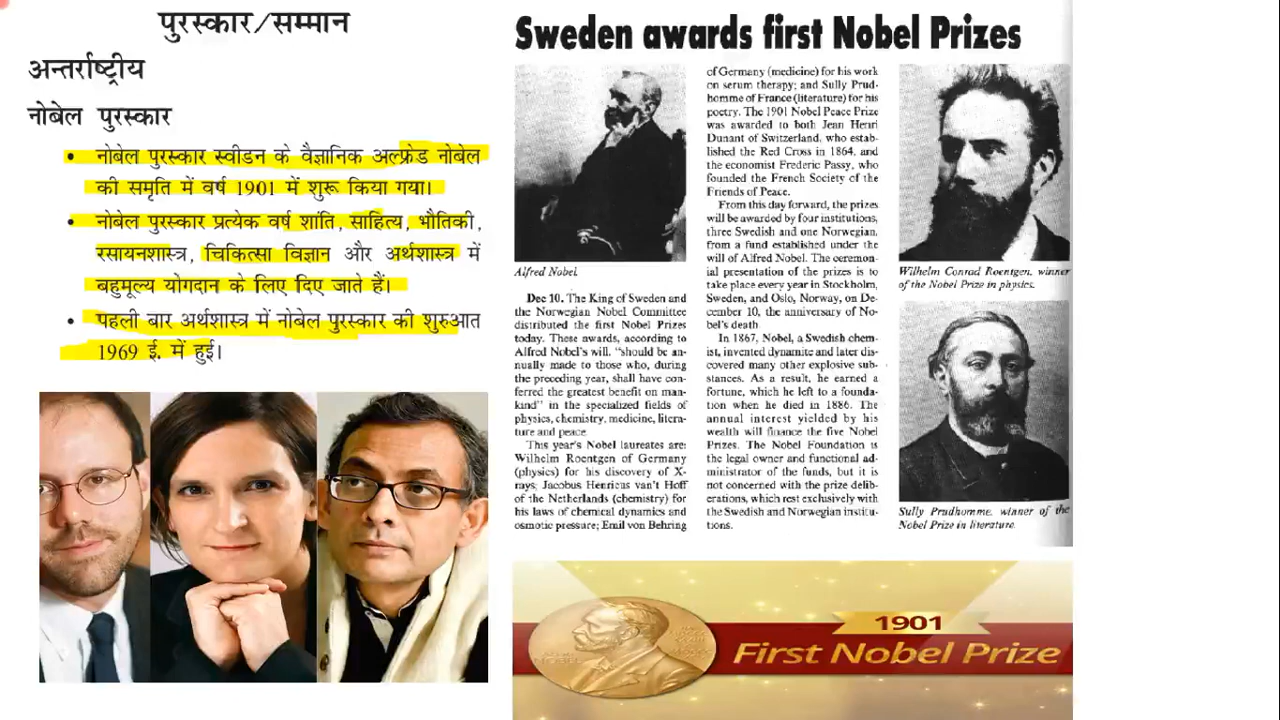 पुरस्कार/सम्मान
अन्तर्राष्ट्रीय
नोबेल पुरस्कार
• नोबेल पुरस्कार स्वीडन के वैज्ञानिक अल्फ्रेड नोबेल
की समृति में वर्ष 1901 में शुरू किया गया।
• नोबेल पुरस्कार प्रत्येक वर्ष शांति, साहित्य, भौतिकी,
रसायनशास्त्र, चिकित्सा विज्ञान और अर्थशास्त्र में
बहुमूल्य योगदान के लिए दिए जाते हैं।
• पहली बार अर्थशास्त्र में नोबेल पुरस्कार की शुरुआत
1969 ई. में हुई।
Sweden awards first Nobel Prizes
Alfred Nobel.
Dec 10. The King of Sweden and
the Norwegian Nobel Committee
distributed the first Nobel Prizes
today. These awards, according to
Alfred Nobel's will, "should be an-
nually made to those who, during
the preceding year, shall have con-
ferred the greatest benefit on man-
kind" in the specialized fields of
physics, chemistry, medicine, litera-
ture and peace.
This year's Nobel laureates are:
Wilhelm Roentgen of Germany
(physics) for his discovery of X-
rays; Jacobus Henricus van't Hoff
of the Netherlands (chemistry) for
his laws of chemical dynamics and
osmotic pressure; Emil von Behring
of Germany (medicine) for his work
on serum therapy; and Sully Prud-
homme of France (literature) for his
poetry. The 1901 Nobel Peace Prize
was awarded to both Jean Henri
Dunant of Switzerland, who estab-
lished the Red Cross in 1864, and
the economist Frederic Passy, who
founded the French Society of the
Friends of Peace.
From this day forward, the prizes
will be awarded by four institutions,
three Swedish and one Norwegian,
from a fund established under the
will of Alfred Nobel. The ceremon-
ial presentation of the prizes is to
take place every year in Stockholm,
Sweden, and Oslo, Norway, on De-
cember 10, the anniversary of No-
bel's death.
In 1867, Nobel, a Swedish chem-
ist, invented dynamite and later dis-
covered many other explosive sub-
stances. As a result, he earned a
fortune, which he left to a founda-
tion when he died in 1886. The
annual interest yielded by his
wealth will finance the five Nobel
Prizes. The Nobel Foundation is
the legal owner and functional ad-
ministrator of the funds, but it is
not concerned with the prize delib-
erations, which rest exclusively with
the Swedish and Norwegian institu-
tions.
Wilhelm Conrad Roentgen, winner
of the Nobel Prize in physics.
Sully Prudhomme, winner of the
Nobel Prize in literature.
1901
First Nobel Prize